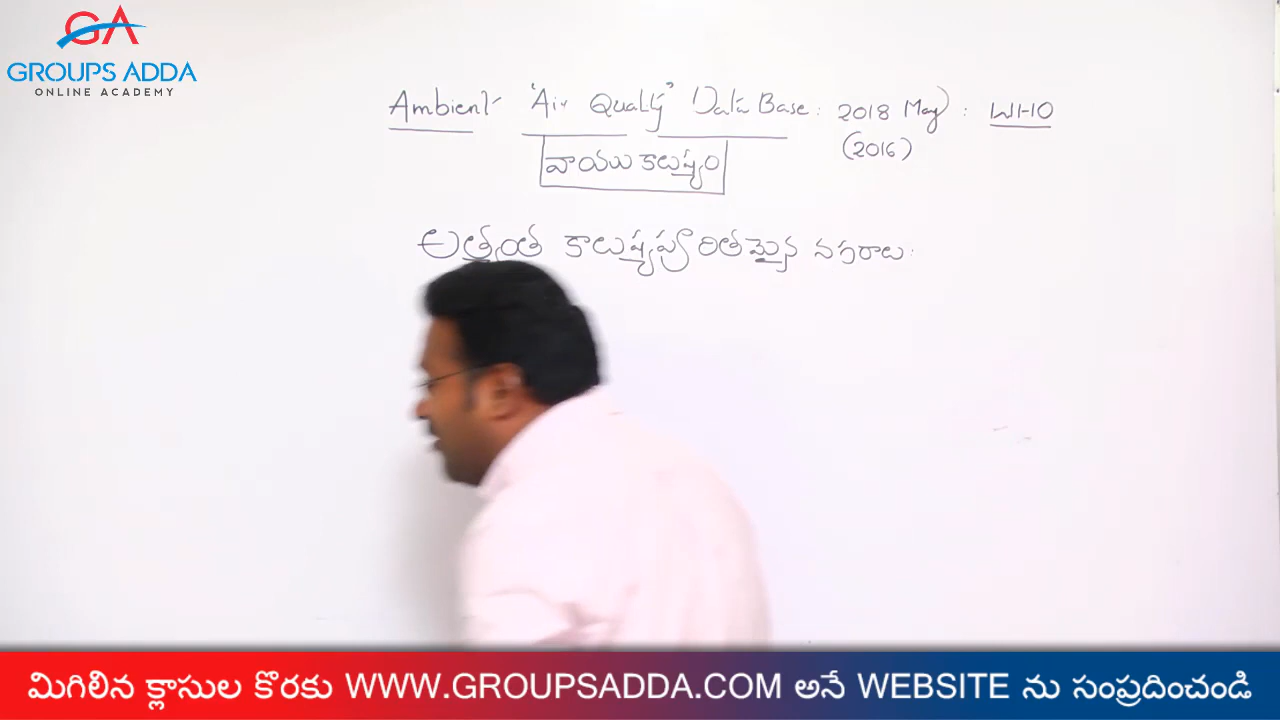 GA
GROUPS ADDA
ONLINE ACADEMY
Ambient "Air Quality" Data Base : 2018 May : WHO
(2016)
వాయు కాలుష్యం
అత్యంత కాలుష్యపూరితమైన నగరాలు :
మిగిలిన క్లాసుల కొరకు WWW.GROUPSADDA.COM అనే WEBSITE ను సంప్రదించండి